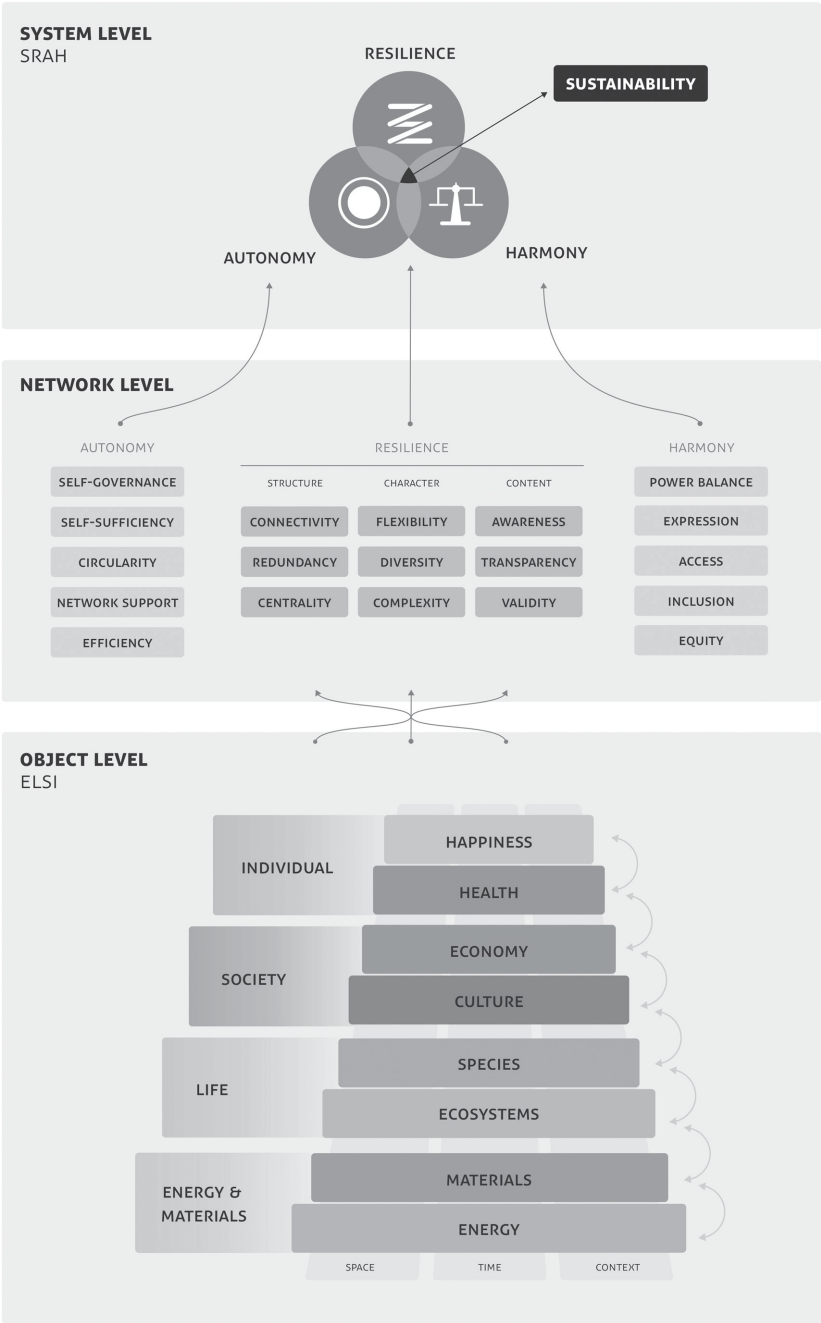 SYSTEM LEVEL
SRAH
RESILIENCE
SUSTAINABILITY
AUTONOMY
HARMONY
NETWORK LEVEL
AUTONOMY
SELF-GOVERNANCE
SELF-SUFFICIENCY
CIRCULARITY
NETWORK SUPPORT
EFFICIENCY
RESILIENCE
STRUCTURE
CHARACTER
CONTENT
CONNECTIVITY
FLEXIBILITY
AWARENESS
REDUNDANCY
DIVERSITY
TRANSPARENCY
CENTRALITY
COMPLEXITY
VALIDITY
HARMONY
POWER BALANCE
EXPRESSION
ACCESS
INCLUSION
EQUITY
OBJECT LEVEL
ELSI
INDIVIDUAL
HAPPINESS
HEALTH
SOCIETY
ECONOMY
CULTURE
LIFE
SPECIES
ECOSYSTEMS
ENERGY &
MATERIALS
MATERIALS
ENERGY
SPACE
TIME
CONTEXT